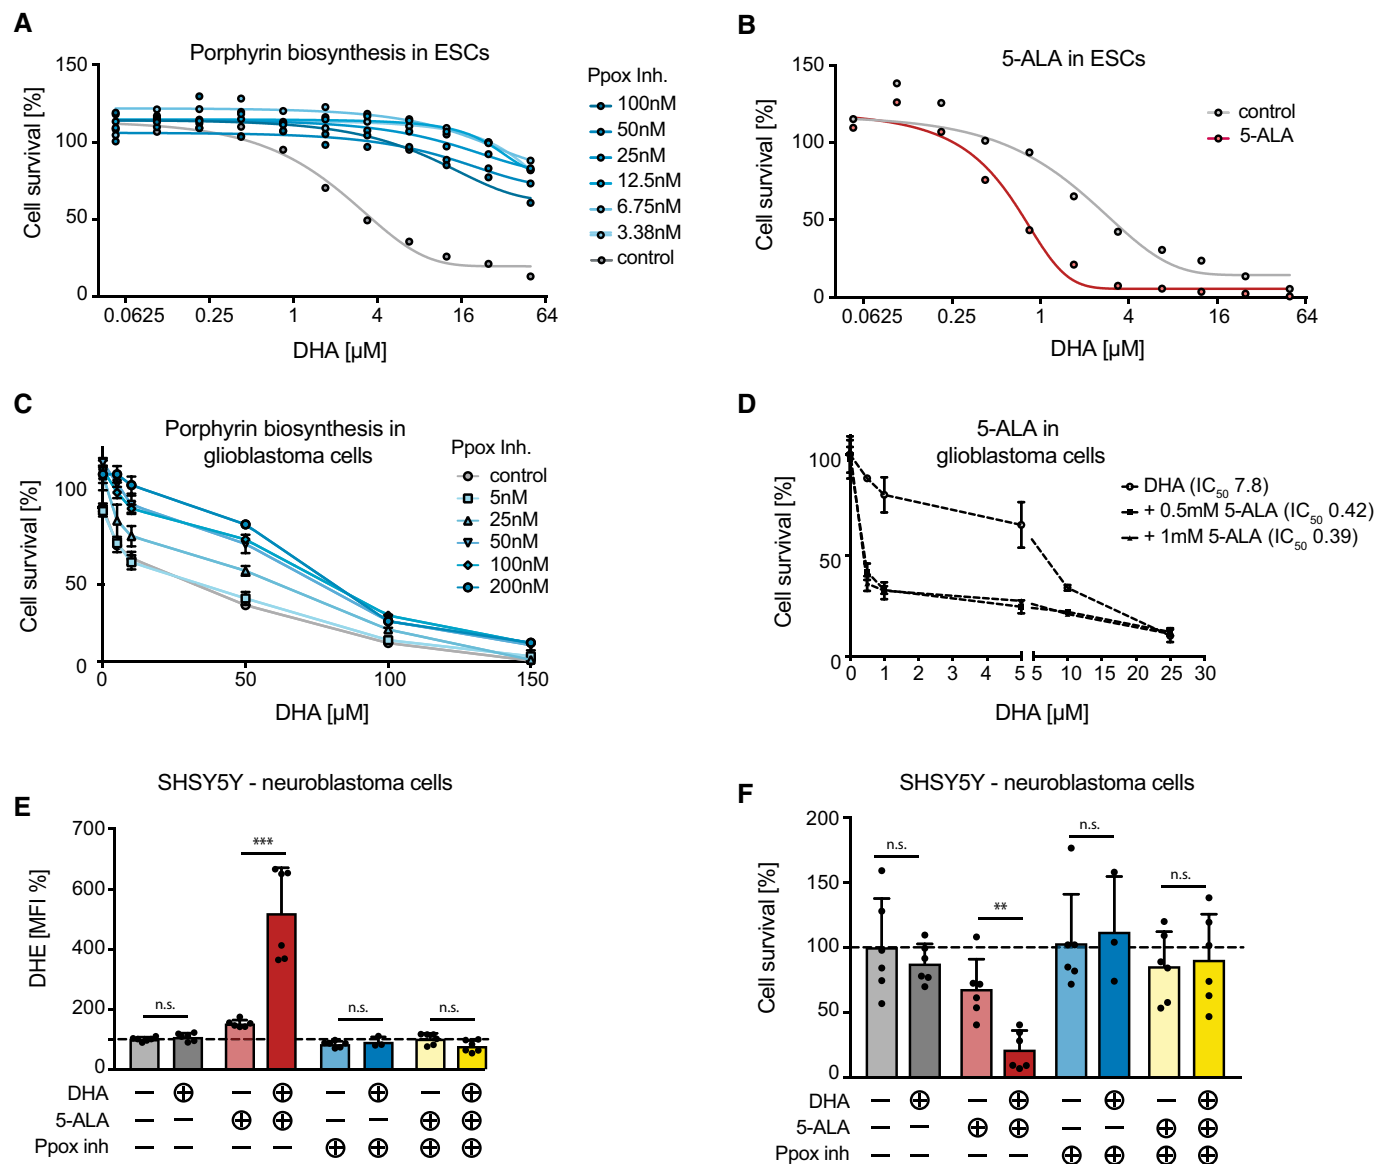 A
Porphyrin biosynthesis in ESCs
Cell survival [%]
150
100
50
0
0.0625 0.25 1 4 16 64
DHA [µM]
Ppox Inh.
100nM
50nM
25nM
12.5nM
6.75nM
3.38nM
control
B
5-ALA in ESCs
Cell survival [%]
150
100
50
0
0.0625 0.25 1 4 16 64
DHA [µM]
control
5-ALA
C
Porphyrin biosynthesis in
glioblastoma cells
Cell survival [%]
100
50
0
0 50 100 150
DHA [µM]
Ppox Inh.
control
5nM
25nM
50nM
100nM
200nM
D
5-ALA in
glioblastoma cells
Cell survival [%]
100
50
0
0 1 2 3 4 5 5 10 15 20 25 30
DHA [µM]
DHA (IC50 7.8)
+ 0.5mM 5-ALA (IC50 0.42)
+ 1mM 5-ALA (IC50 0.39)
E
SHSY5Y - neuroblastoma cells
DHE [MFI %]
700
600
400
200
0
n.s.
***
n.s.
n.s.
DHA − + − + − + − +
5-ALA − − + + − − + +
Ppox inh − − − − + + + +
F
SHSY5Y - neuroblastoma cells
Cell survival [%]
200
150
100
50
0
n.s.
**
n.s.
n.s.
DHA − + − + − + − +
5-ALA − − + + − − + +
Ppox inh − − − − + + + +